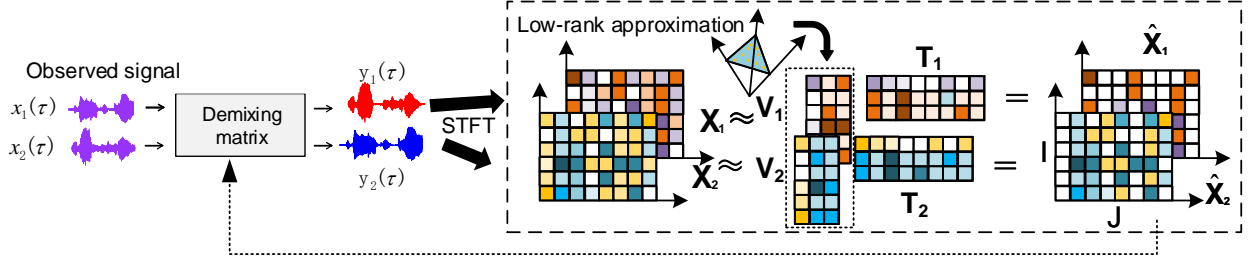 Observed signal
x₁(τ)
x₂(τ)
Demixing
matrix
y₁(τ)
y₂(τ)
STFT
Low-rank approximation
X₁ ≈ V₁
T₁
=
X̂₁
X₂ ≈ V₂
T₂
=
I
J
X̂₂